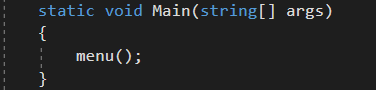 static void Main(string[] args)
{
    menu();
}